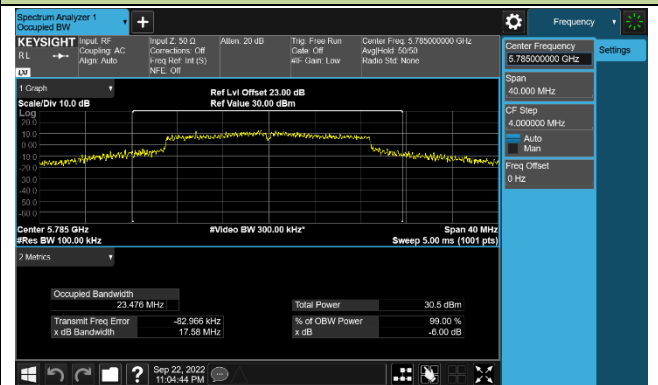 Spectrum Analyzer 1
Occupied BW
Frequency
KEYSIGHT
RL
LXI
Input: RF
Coupling: AC
Align: Auto
Input Z: 50 Ω
Corrections: Off
Freq Ref: Int (S)
NFE: Off
Atten: 20 dB
Trig: Free Run
Gate: Off
#IF Gain: Low
Center Freq: 5.785000000 GHz
Avg|Hold: 50/50
Radio Std: None
Center Frequency
5.785000000 GHz
Settings
Span
40.000 MHz
CF Step
4.000000 MHz
Auto
Man
Freq Offset
0 Hz
1 Graph
Scale/Div 10.0 dB
Ref Lvl Offset 23.00 dB
Ref Value 30.00 dBm
Log
20.0
10.0
0.00
-10.0
-20.0
-30.0
-40.0
-50.0
-60.0
Center 5.785 GHz
#Res BW 100.00 kHz
#Video BW 300.00 kHz*
Span 40 MHz
Sweep 5.00 ms (1001 pts)
2 Metrics
Occupied Bandwidth
23.476 MHz
Total Power 30.5 dBm
Transmit Freq Error -82.966 kHz
% of OBW Power 99.00 %
x dB Bandwidth 17.58 MHz
x dB -6.00 dB
Sep 22, 2022
11:04:44 PM